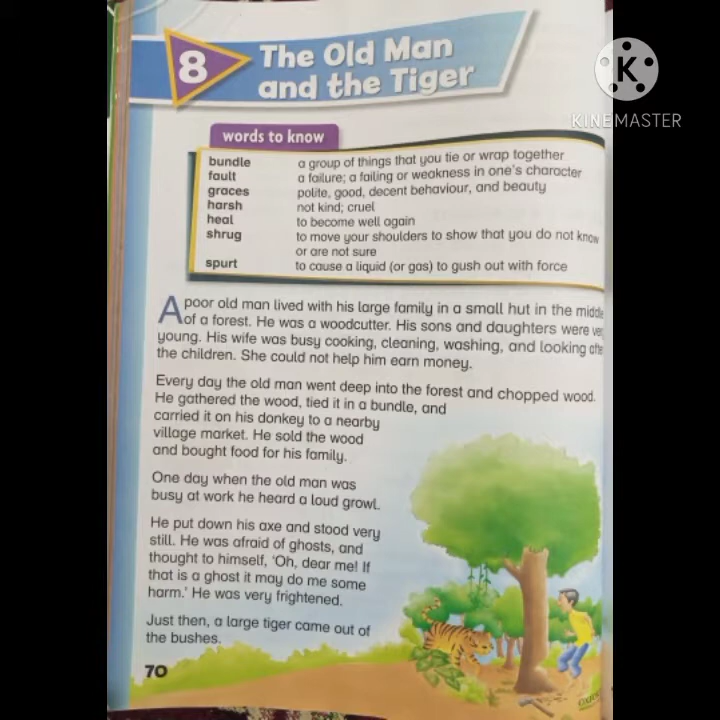 8
The Old Man
and the Tiger
K
KINEMASTER
words to know
bundle a group of things that you tie or wrap together
fault a failure; a failing or weakness in one's character
graces polite, good, decent behaviour, and beauty
harsh not kind; cruel
heal to become well again
shrug to move your shoulders to show that you do not know
or are not sure
spurt to cause a liquid (or gas) to gush out with force
A poor old man lived with his large family in a small hut in the middle
of a forest. He was a woodcutter. His sons and daughters were very
young. His wife was busy cooking, cleaning, washing, and looking after
the children. She could not help him earn money.
Every day the old man went deep into the forest and chopped wood.
He gathered the wood, tied it in a bundle, and
carried it on his donkey to a nearby
village market. He sold the wood
and bought food for his family.
One day when the old man was
busy at work he heard a loud growl.
He put down his axe and stood very
still. He was afraid of ghosts, and
thought to himself, 'Oh, dear me! If
that is a ghost it may do me some
harm.' He was very frightened.
Just then, a large tiger came out of
the bushes.
70